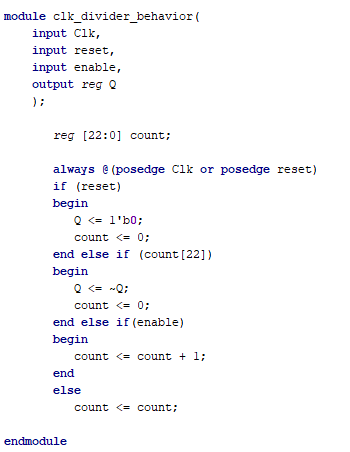 module clk_divider_behavior(
input Clk,
input reset,
input enable,
output reg Q
);
reg [22:0] count;
always @(posedge Clk or posedge reset)
if (reset)
begin
Q <= 1'b0;
count <= 0;
end else if (count[22])
begin
Q <= ~Q;
count <= 0;
end else if(enable)
begin
count <= count + 1;
end
else
count <= count;
endmodule